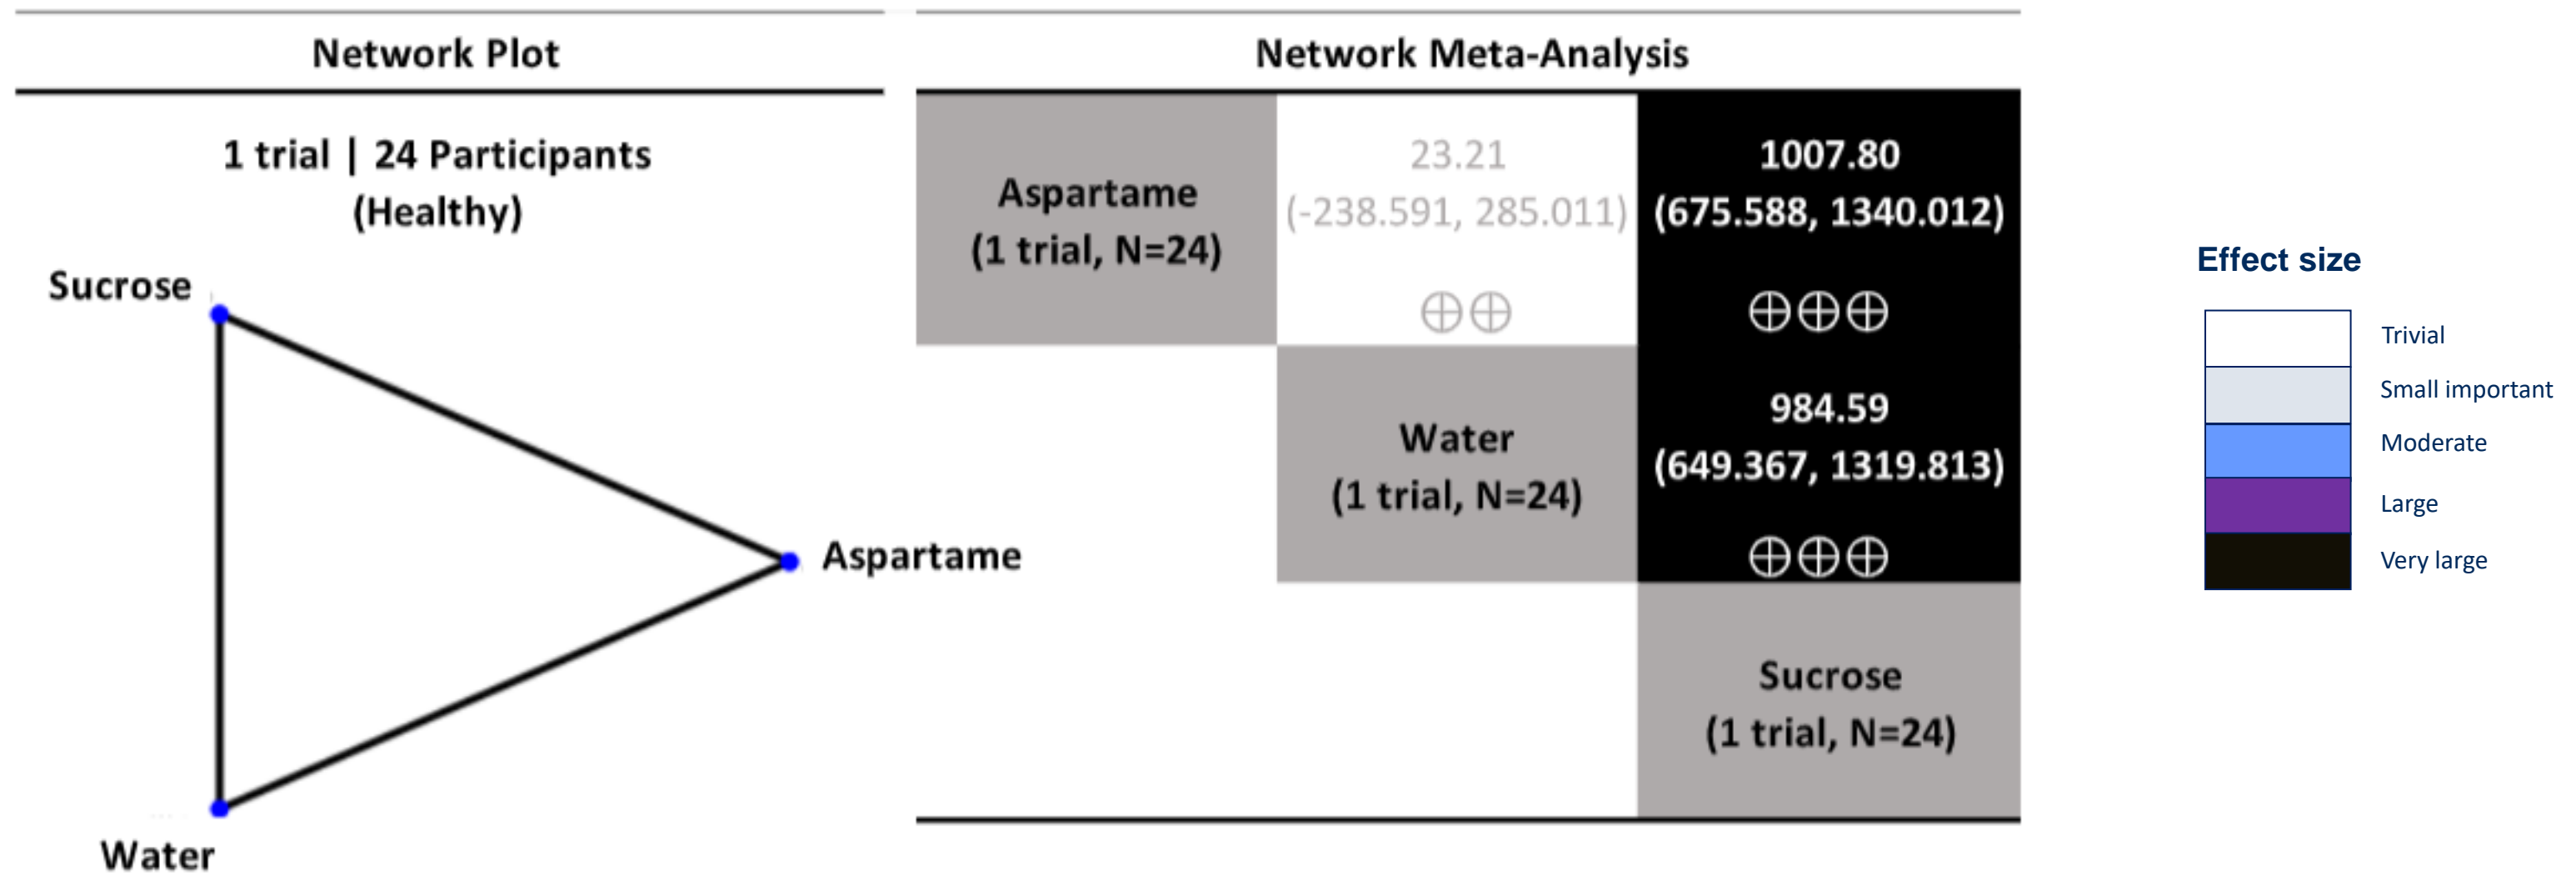 Network Plot
1 trial | 24 Participants
(Healthy)
Sucrose
Aspartame
Water
Network Meta-Analysis
Aspartame
(1 trial, N=24)
23.21
(-238.591, 285.011)
⊕⊕
1007.80
(675.588, 1340.012)
⊕⊕⊕
Water
(1 trial, N=24)
984.59
(649.367, 1319.813)
⊕⊕⊕
Sucrose
(1 trial, N=24)
Effect size
Trivial
Small important
Moderate
Large
Very large